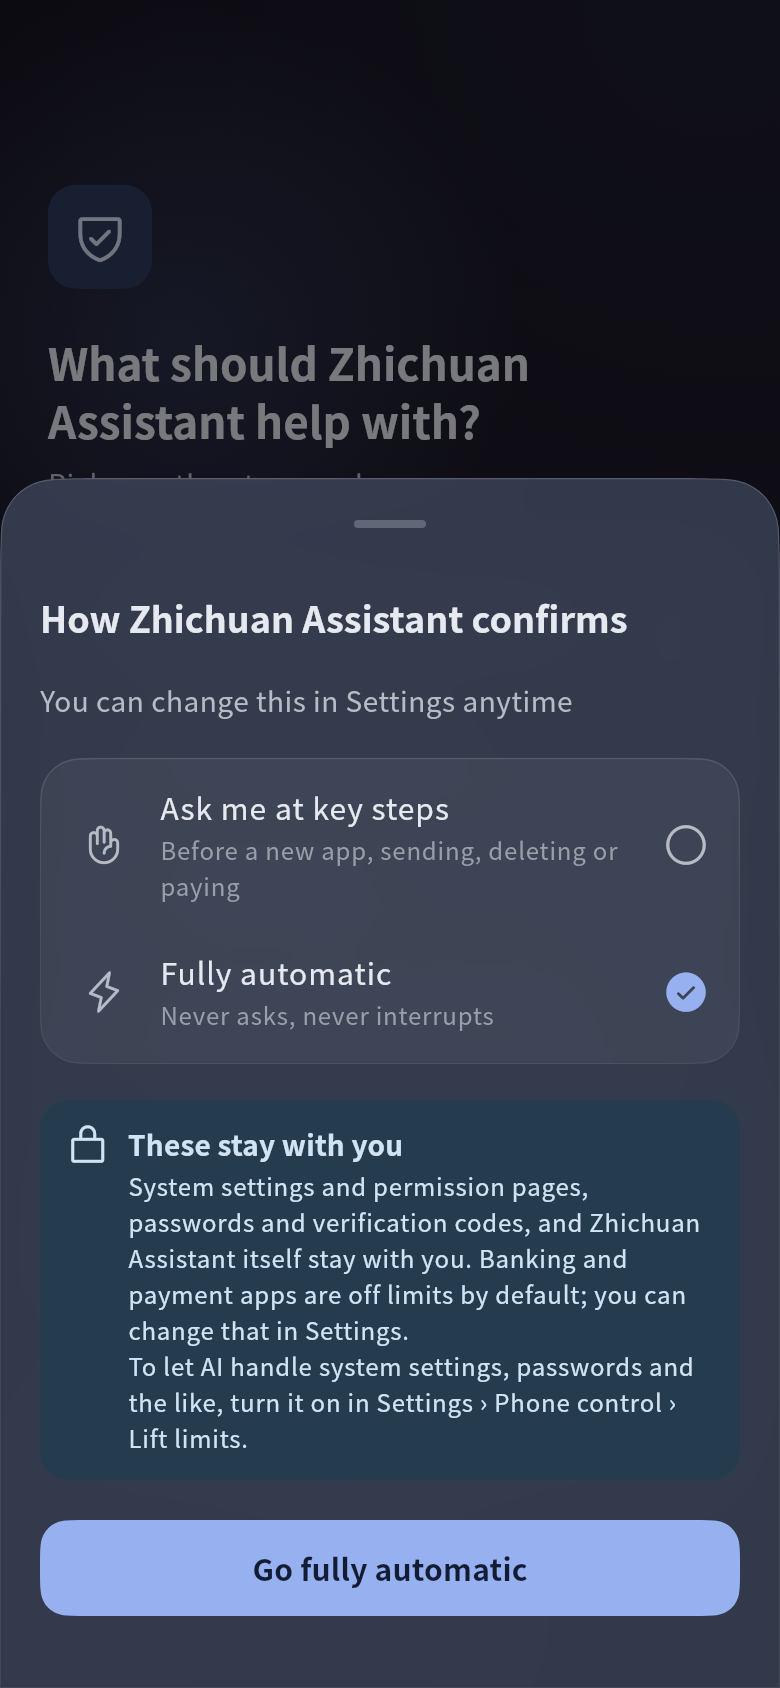 What should Zhichuan
Assistant help with?
How Zhichuan Assistant confirms
You can change this in Settings anytime
Ask me at key steps
Before a new app, sending, deleting or
paying
Fully automatic
Never asks, never interrupts
These stay with you
System settings and permission pages,
passwords and verification codes, and Zhichuan
Assistant itself stay with you. Banking and
payment apps are off limits by default; you can
change that in Settings.
To let AI handle system settings, passwords and
the like, turn it on in Settings › Phone control ›
Lift limits.
Go fully automatic